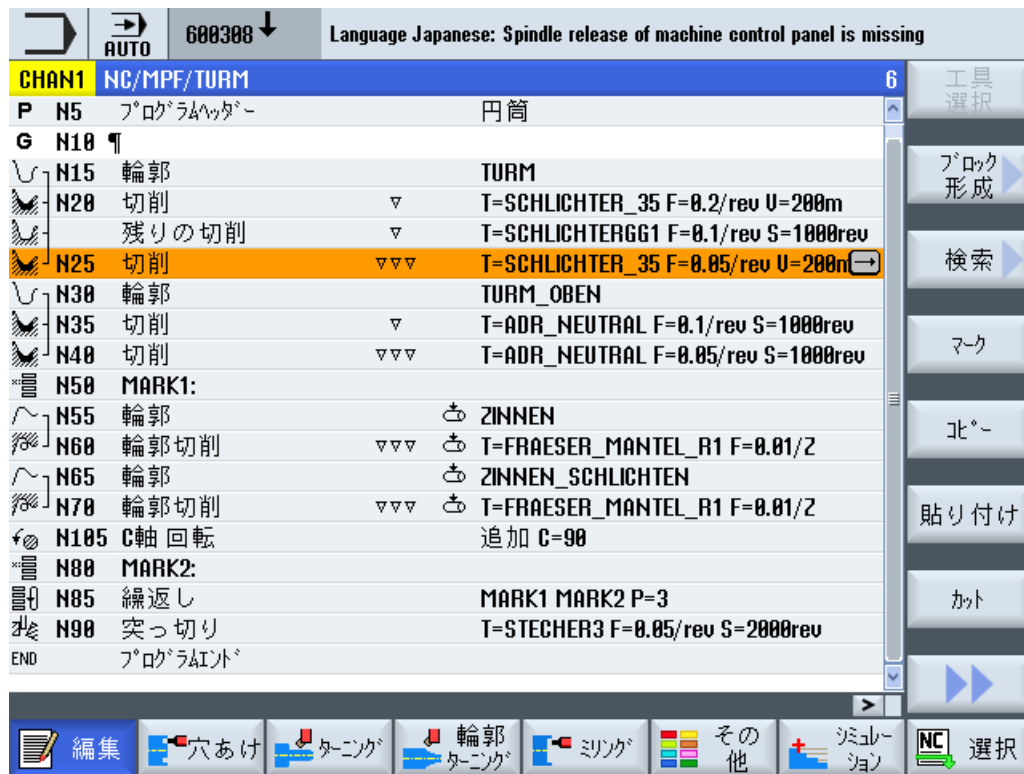 AUTO 600308 Language Japanese: Spindle release of machine control panel is missing
CHAN1 NC/MPF/TURM 6
P N5 プログラムヘッダー 円筒
G N10 ¶
N15 輪郭 TURM
N20 切削 ▽ T=SCHLICHTER_35 F=0.2/rev V=200m
残りの切削 ▽ T=SCHLICHTERGG1 F=0.1/rev S=1000rev
N25 切削 ▽▽▽ T=SCHLICHTER_35 F=0.05/rev V=200m
N30 輪郭 TURM_OBEN
N35 切削 ▽ T=ADR_NEUTRAL F=0.1/rev S=1000rev
N40 切削 ▽▽▽ T=ADR_NEUTRAL F=0.05/rev S=1000rev
N50 MARK1:
N55 輪郭 ZINNEN
N60 輪郭切削 ▽▽▽ T=FRAESER_MANTEL_R1 F=0.01/Z
N65 輪郭 ZINNEN_SCHLICHTEN
N70 輪郭切削 ▽▽▽ T=FRAESER_MANTEL_R1 F=0.01/Z
N105 C軸 回転 追加 C=90
N80 MARK2:
N85 繰返し MARK1 MARK2 P=3
N90 突っ切り T=STECHER3 F=0.05/rev S=2000rev
END プログラムエンド
工具
選択
ブロック
形成
検索
マーク
コピー
貼り付け
カット
編集
穴あけ
ターニング
輪郭
ターニング
ミリング
その
他
シミュレー
ション
NC 選択